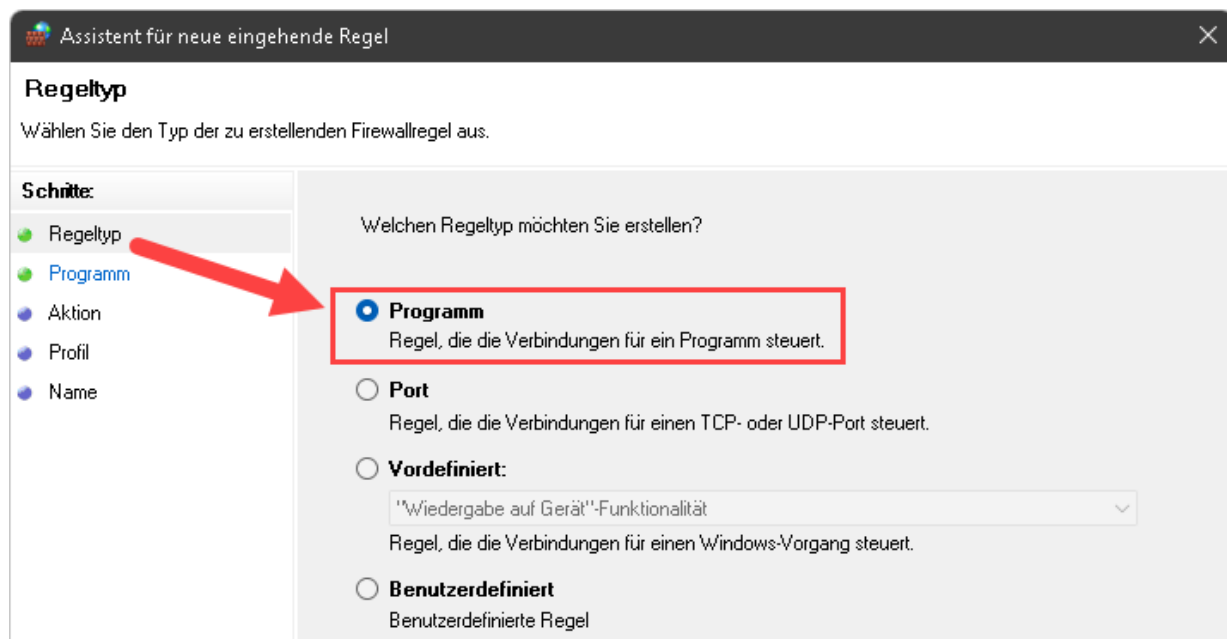 Assistent für neue eingehende Regel
Regeltyp
Wählen Sie den Typ der zu erstellenden Firewallregel aus.
Schritte:
Regeltyp
Programm
Aktion
Profil
Name
Welchen Regeltyp möchten Sie erstellen?
Programm
Regel, die die Verbindungen für ein Programm steuert.
Port
Regel, die die Verbindungen für einen TCP- oder UDP-Port steuert.
Vordefiniert:
"Wiedergabe auf Gerät"-Funktionalität
Regel, die die Verbindungen für einen Windows-Vorgang steuert.
Benutzerdefiniert
Benutzerdefinierte Regel